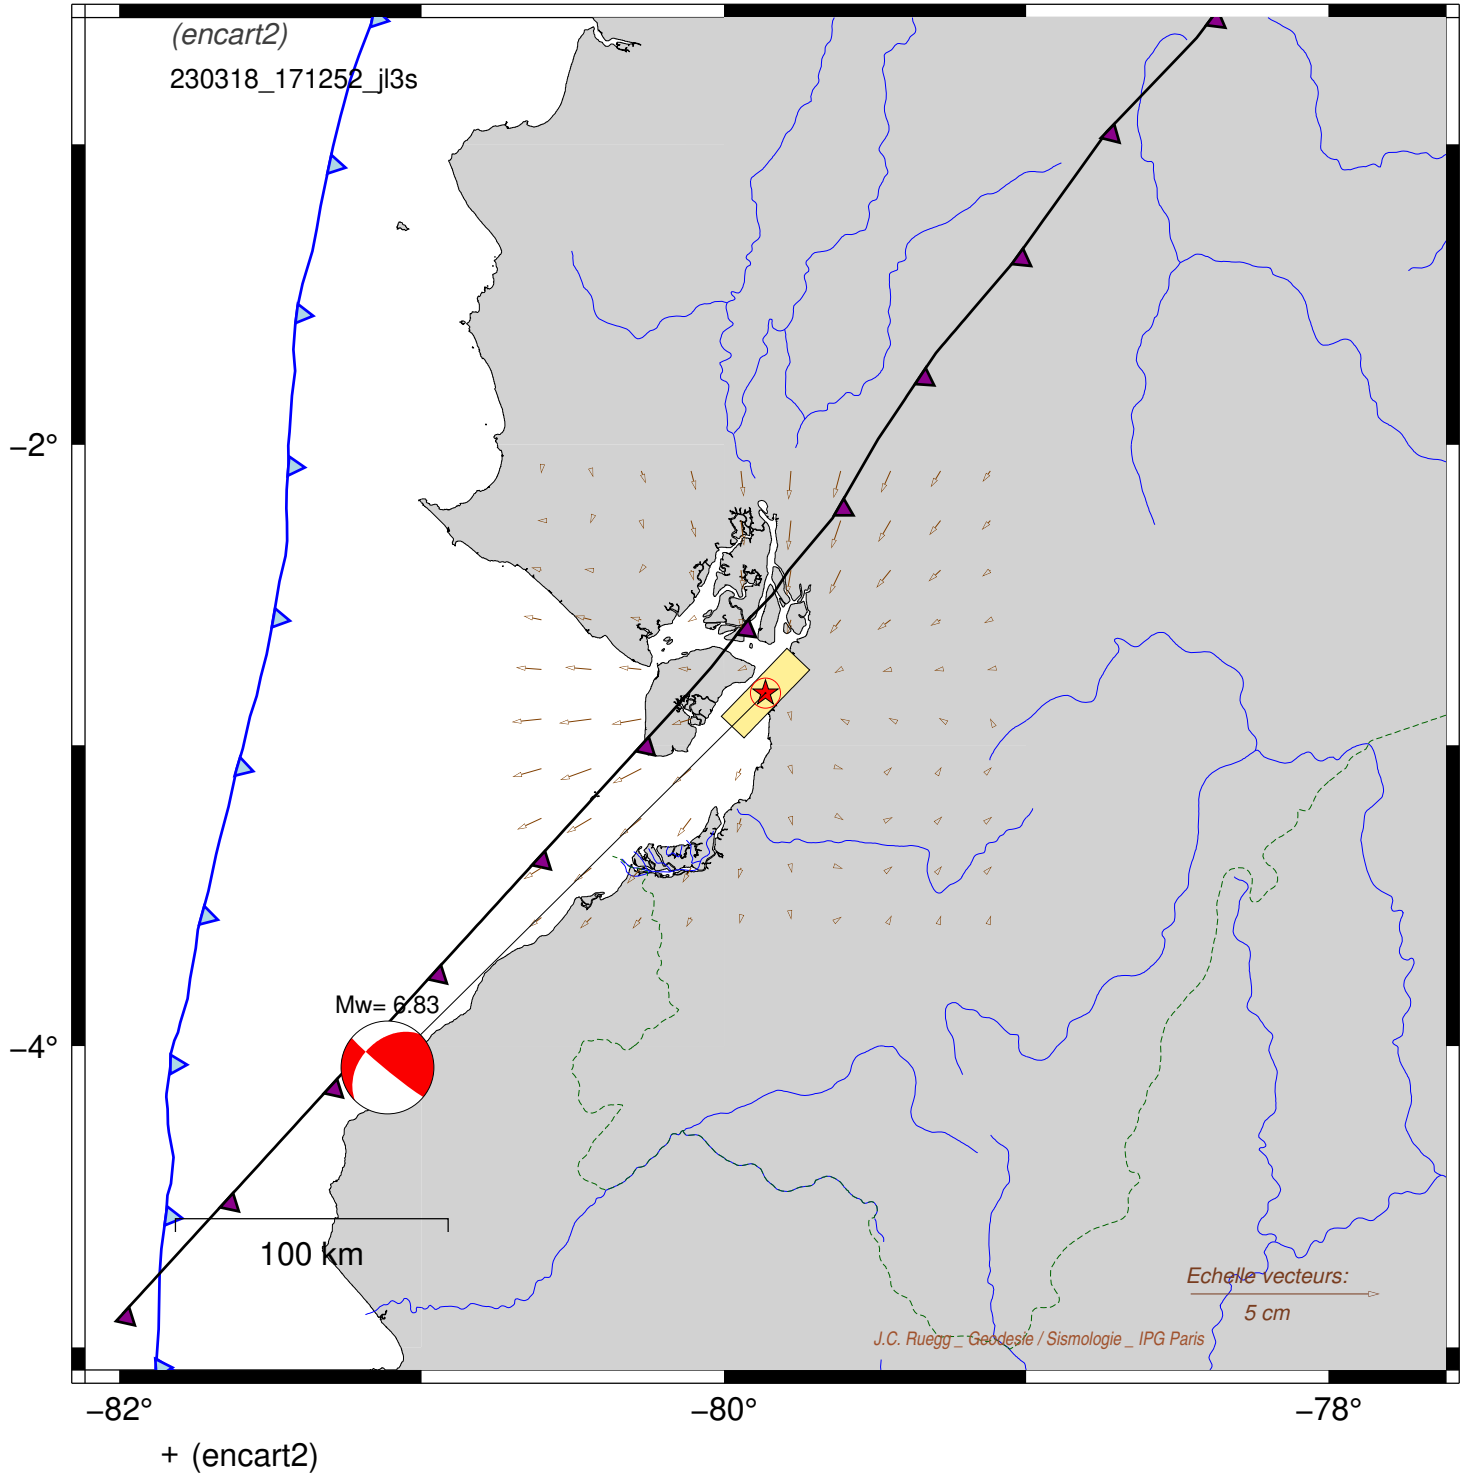 (encart2)
230318_171252_jl3s
−2°
Mw= 6.83
−4°
100 km
Echelle vecteurs:
5 cm
J.C. Ruegg _ Geodesie / Sismologie _ IPG Paris
−82°
−80°
−78°
+ (encart2)